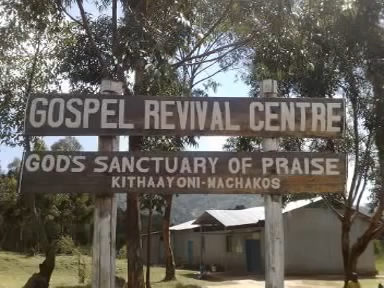 GOSPEL REVIVAL CENTRE
GOD'S SANCTUARY OF PRAISE
KITHAAYONI-MACHAKOS